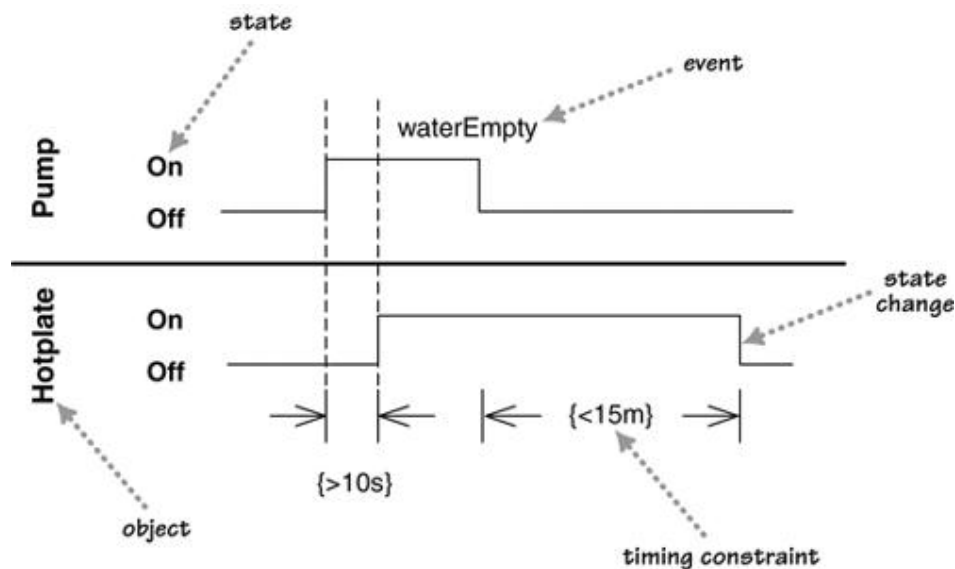 state
event
waterEmpty
Pump
On
Off
state
change
Hotplate
On
Off
{<15m}
{>10s}
object
timing constraint